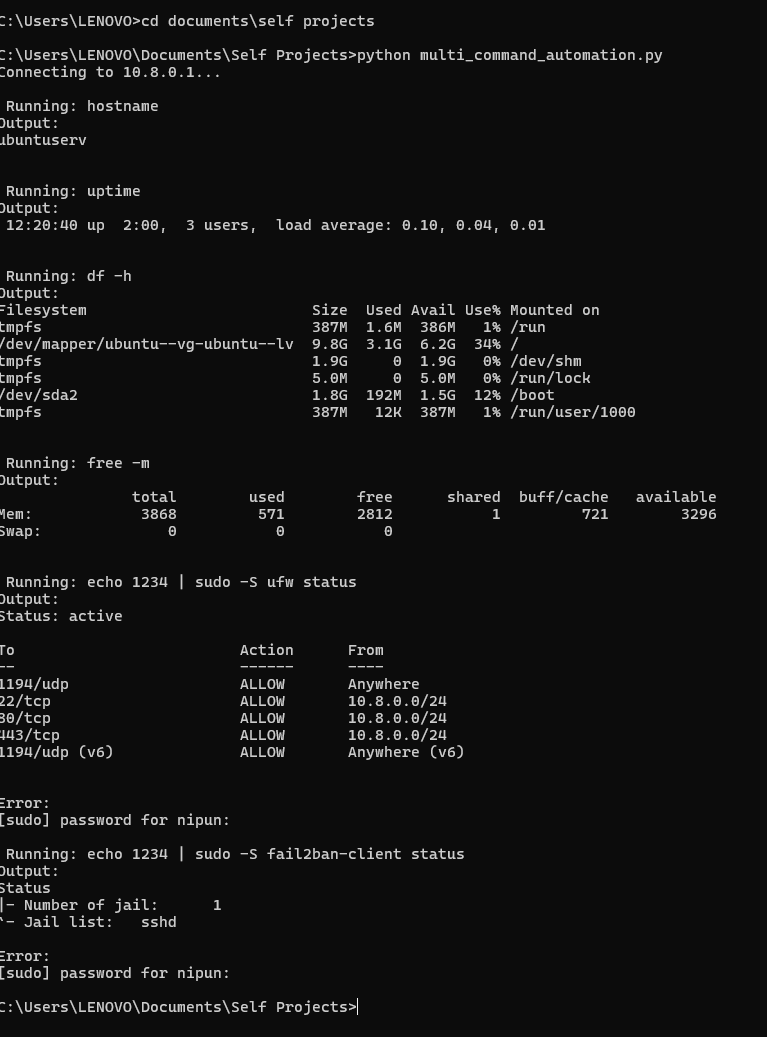 C:\Users\LENOVO>cd documents\self projects
C:\Users\LENOVO\Documents\Self Projects>python multi_command_automation.py
Connecting to 10.8.0.1...
Running: hostname
Output:
ubuntuserv
Running: uptime
Output:
12:20:40 up  2:00,  3 users,  load average: 0.10, 0.04, 0.01
Running: df -h
Output:
Filesystem                         Size  Used Avail Use% Mounted on
tmpfs                              387M  1.6M  386M   1% /run
/dev/mapper/ubuntu--vg-ubuntu--lv  9.8G  3.1G  6.2G  34% /
tmpfs                              1.9G     0  1.9G   0% /dev/shm
tmpfs                              5.0M     0  5.0M   0% /run/lock
/dev/sda2                          1.8G  192M  1.5G  12% /boot
tmpfs                              387M   12K  387M   1% /run/user/1000
Running: free -m
Output:
total        used        free      shared  buff/cache   available
Mem:            3868         571        2812           1         721        3296
Swap:              0           0           0
Running: echo 1234 | sudo -S ufw status
Output:
Status: active
To                         Action      From
--                         ------      ----
1194/udp                   ALLOW       Anywhere
22/tcp                     ALLOW       10.8.0.0/24
80/tcp                     ALLOW       10.8.0.0/24
443/tcp                    ALLOW       10.8.0.0/24
1194/udp (v6)              ALLOW       Anywhere (v6)
Error:
[sudo] password for nipun:
Running: echo 1234 | sudo -S fail2ban-client status
Output:
Status
|- Number of jail:      1
`- Jail list:   sshd
Error:
[sudo] password for nipun:
C:\Users\LENOVO\Documents\Self Projects>